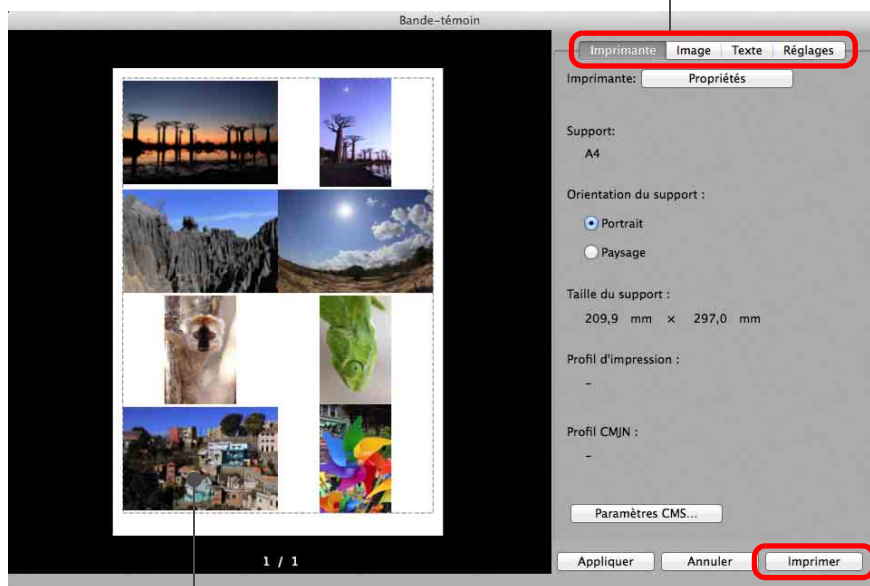 Bande-témoin
Imprimante Image Texte Réglages
Imprimante: Propriétés
Support:
A4
Orientation du support :
Portrait
Paysage
Taille du support :
209,9 mm × 297,0 mm
Profil d'impression :
–
Profil CMJN :
–
Paramètres CMS...
1 / 1
Appliquer Annuler Imprimer